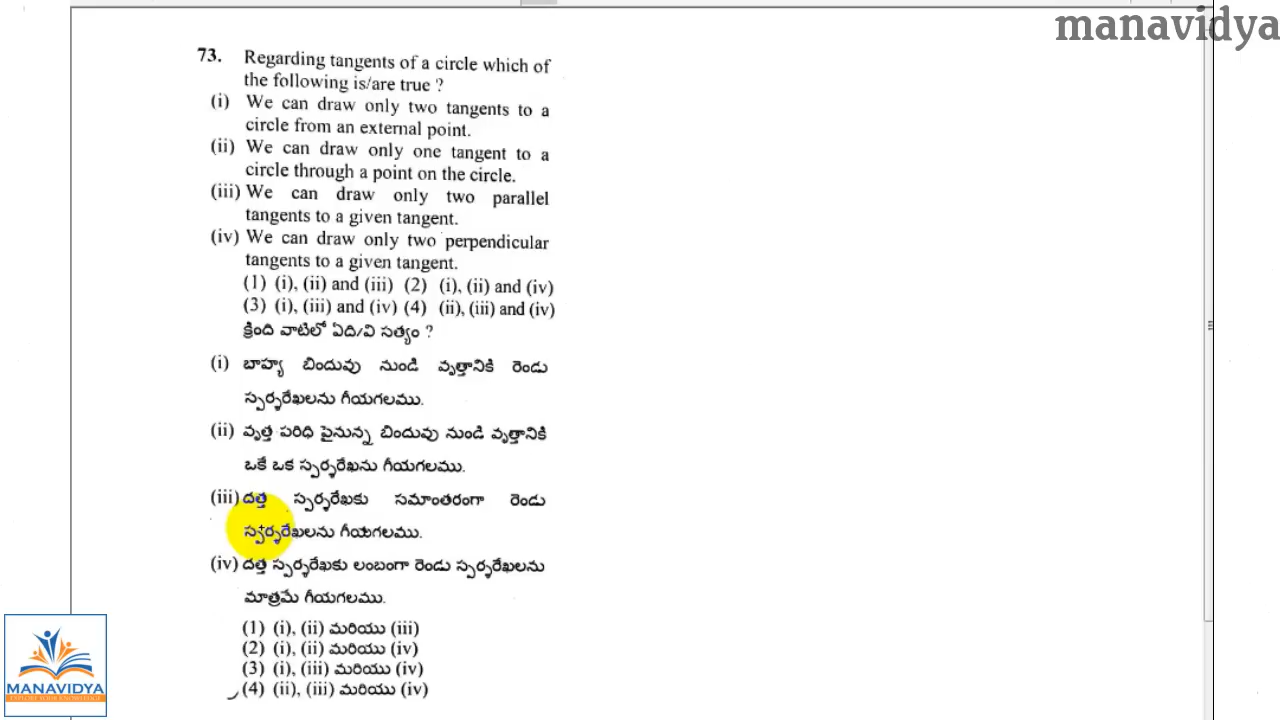 manavidya
73. Regarding tangents of a circle which of
the following is/are true ?
(i) We can draw only two tangents to a
circle from an external point.
(ii) We can draw only one tangent to a
circle through a point on the circle.
(iii) We can draw only two parallel
tangents to a given tangent.
(iv) We can draw only two perpendicular
tangents to a given tangent.
(1) (i), (ii) and (iii) (2) (i), (ii) and (iv)
(3) (i), (iii) and (iv) (4) (ii), (iii) and (iv)
క్రింది వాటిలో ఏది/వి సత్యం ?
(i) బాహ్య బిందువు నుండి వృత్తానికి రెండు
స్పర్శరేఖలను గీయగలము.
(ii) వృత్త పరిధి పైనున్న బిందువు నుండి వృత్తానికి
ఒకే ఒక స్పర్శరేఖను గీయగలము.
(iii) దత్త స్పర్శరేఖకు సమాంతరంగా రెండు
స్పర్శరేఖలను గీయగలము.
(iv) దత్త స్పర్శరేఖకు లంబంగా రెండు స్పర్శరేఖలను
మాత్రమే గీయగలము.
(1) (i), (ii) మరియు (iii)
(2) (i), (ii) మరియు (iv)
(3) (i), (iii) మరియు (iv)
(4) (ii), (iii) మరియు (iv)
MANAVIDYA